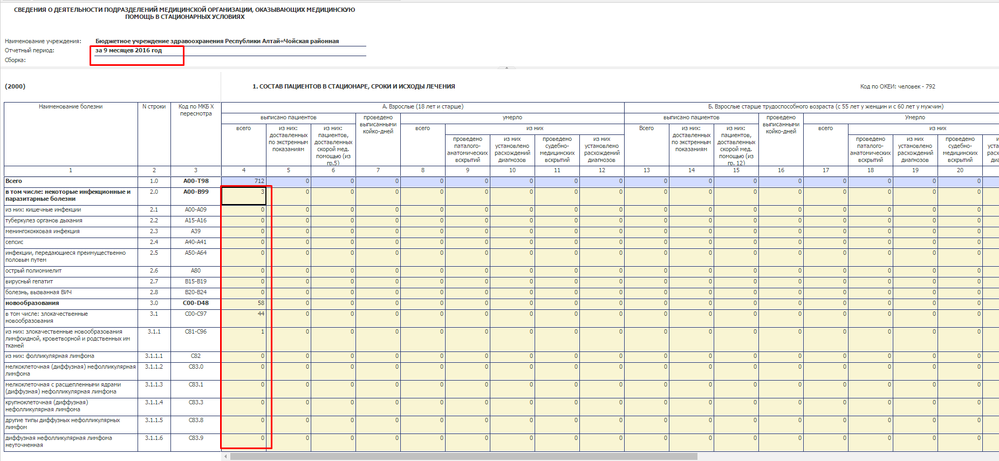 СВЕДЕНИЯ О ДЕЯТЕЛЬНОСТИ ПОДРАЗДЕЛЕНИЙ МЕДИЦИНСКОЙ ОРГАНИЗАЦИИ, ОКАЗЫВАЮЩИХ МЕДИЦИНСКУЮ
ПОМОЩЬ В СТАЦИОНАРНЫХ УСЛОВИЯХ
Наименование учреждения: Бюджетное учреждение здравоохранения Республики Алтай«Чойская районная
Отчетный период: за 9 месяцев 2016 год
Сборка:
(2000) 1. СОСТАВ ПАЦИЕНТОВ В СТАЦИОНАРЕ, СРОКИ И ИСХОДЫ ЛЕЧЕНИЯ Код по ОКЕИ: человек - 792
Наименование болезни
N строки
Код по МКБ X
пересмотра
А. Взрослые (18 лет и старше)
Б. Взрослые старше трудоспособного возраста (с 55 лет у женщин и с 60 лет у мужчин)
выписано пациентов
проведено
выписанными
койко-дней
умерло
выписано пациентов
проведено
выписанными
койко-дней
Умерло
всего
из них:
доставленных
по экстренным
показаниям
из них:
пациентов,
доставленных
скорой мед.
помощью (из
гр.5)
всего
из них
проведено
паталого-
анатомических
вскрытий
из них
установлено
расхождений
диагнозов
проведено
судебно-
медицинских
вскрытий
из них
установлено
расхождений
диагнозов
Всего
из них:
доставленных
по экстренным
показаниям
из них:
пациентов,
доставленных
скорой мед.
помощью (из
гр. 12)
всего
из них
проведено
паталого-
анатомических
вскрытий
из них
установлено
расхождений
диагнозов
проведено
судебно-
медицинских
вскрытий
1 2 3 4 5 6 7 8 9 10 11 12 13 14 15 16 17 18 19 20
Всего 1.0 A00-T98 712 0 0 0 0 0 0 0 0 0 0 0 0 0 0 0 0
в том числе: некоторые инфекционные и 2.0 A00-B99 3 0 0 0 0 0 0 0 0 0 0 0 0 0 0 0 0
паразитарные болезни
из них: кишечные инфекции 2.1 A00-A09 0 0 0 0 0 0 0 0 0 0 0 0 0 0 0 0 0
туберкулез органов дыхания 2.2 A15-A16 0 0 0 0 0 0 0 0 0 0 0 0 0 0 0 0 0
менингококковая инфекция 2.3 A39 0 0 0 0 0 0 0 0 0 0 0 0 0 0 0 0 0
сепсис 2.4 A40-A41 0 0 0 0 0 0 0 0 0 0 0 0 0 0 0 0 0
инфекции, передающиеся преимущественно 2.5 A50-A64 0 0 0 0 0 0 0 0 0 0 0 0 0 0 0 0 0
половым путем
острый полиомиелит 2.6 A80 0 0 0 0 0 0 0 0 0 0 0 0 0 0 0 0 0
вирусный гепатит 2.7 B15-B19 0 0 0 0 0 0 0 0 0 0 0 0 0 0 0 0 0
болезнь, вызванная ВИЧ 2.8 B20-B24 0 0 0 0 0 0 0 0 0 0 0 0 0 0 0 0 0
новообразования 3.0 C00-D48 58 0 0 0 0 0 0 0 0 0 0 0 0 0 0 0 0
в том числе: злокачественные 3.1 C00-C97 44 0 0 0 0 0 0 0 0 0 0 0 0 0 0 0 0
новообразования
из них: злокачественные новообразования 3.1.1 C81-C96 1 0 0 0 0 0 0 0 0 0 0 0 0 0 0 0 0
лимфоидной, кроветворной и родственных им
тканей
из них: фолликулярная лимфома 3.1.1.1 C82 0 0 0 0 0 0 0 0 0 0 0 0 0 0 0 0 0
мелкоклеточная (диффузная) нефолликулярная 3.1.1.2 C83.0 0 0 0 0 0 0 0 0 0 0 0 0 0 0 0 0 0
лимфома
мелкоклеточная с расщепленными ядрами 3.1.1.3 C83.1 0 0 0 0 0 0 0 0 0 0 0 0 0 0 0 0 0
(диффузная) нефолликулярная лимфома
крупноклеточная (диффузная) 3.1.1.4 C83.3 0 0 0 0 0 0 0 0 0 0 0 0 0 0 0 0 0
нефолликулярная лимфома
другие типы диффузных нефолликулярных 3.1.1.5 C83.8 0 0 0 0 0 0 0 0 0 0 0 0 0 0 0 0 0
лимфом
диффузная нефолликулярная лимфома 3.1.1.6 C83.9 0 0 0 0 0 0 0 0 0 0 0 0 0 0 0 0 0
неуточненная